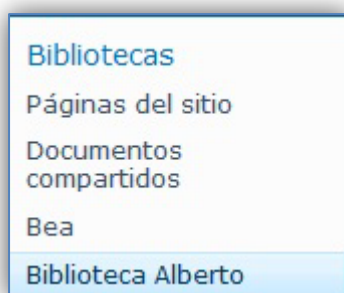 Bibliotecas
Páginas del sitio
Documentos
compartidos
Bea
Biblioteca Alberto